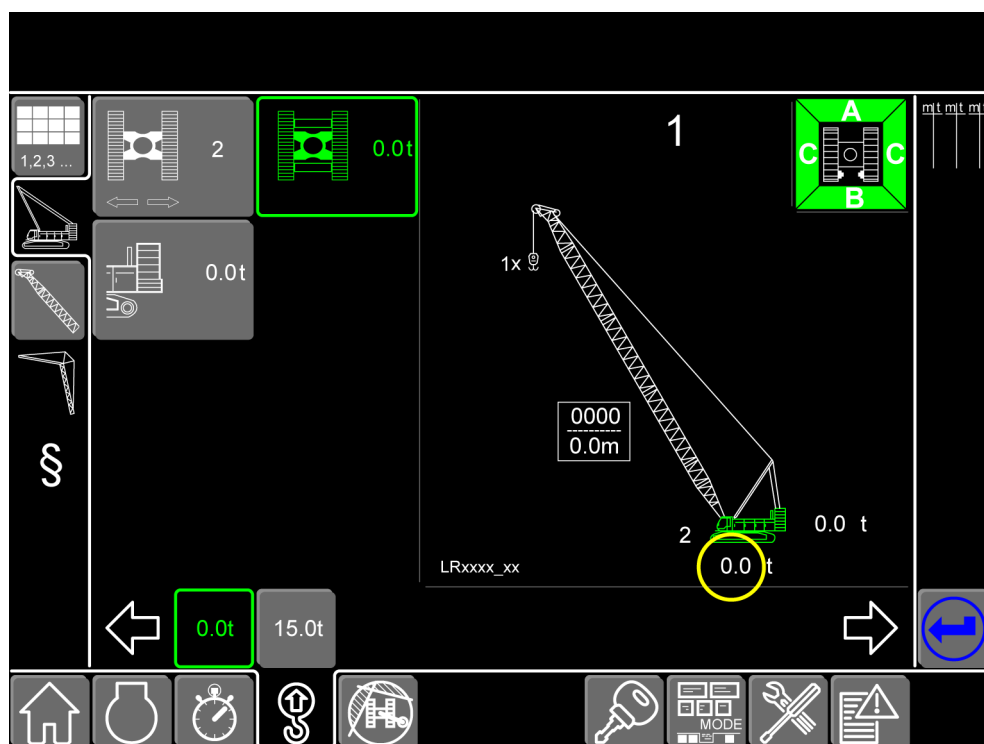 1,2,3 ...
2
0.0t
1
A
C
C
B
m|t m|t m|t
0.0t
1x
§
0000
0.0m
2
0.0 t
LRxxxx_xx
0.0 t
0.0t
15.0t
MODE